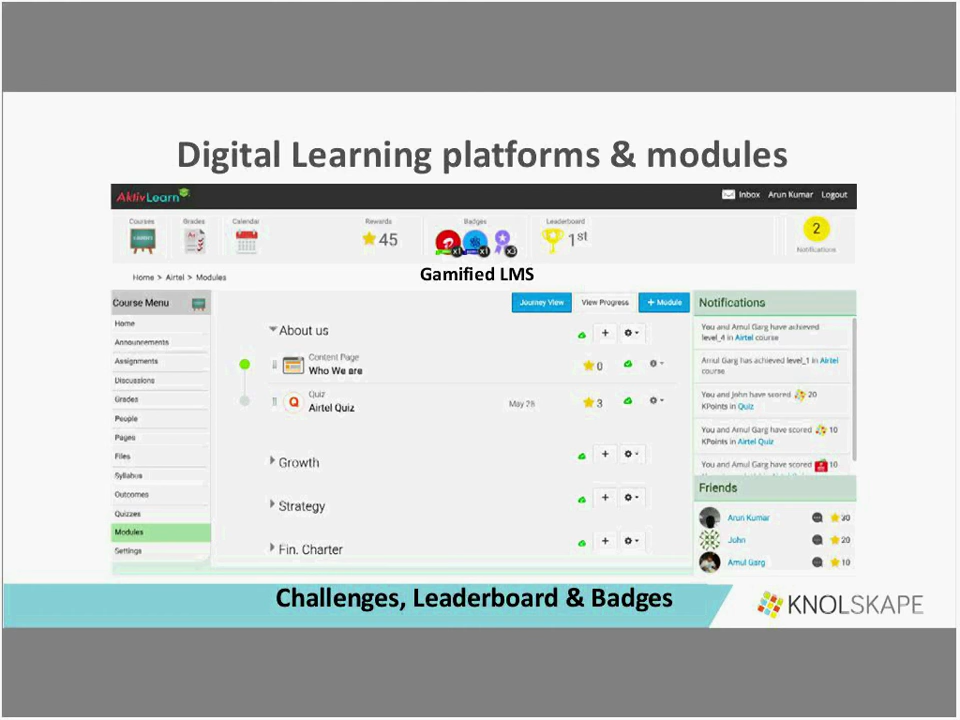 Digital Learning platforms & modules
AktivLearn
Inbox Arun Kumar Logout
Courses Grades Calendar Rewards Badges Leaderboard
45 x1 x1 x3 1st 2
Notifications
Home > Airtel > Modules
Gamified LMS
Course Menu
Home
Announcements
Assignments
Discussions
Grades
People
Pages
Files
Syllabus
Outcomes
Quizzes
Modules
Settings
Journey View View Progress + Module
About us
Content Page
Who We are 0
Quiz
Airtel Quiz May 28 3
Growth
Strategy
Fin. Charter
Notifications
You and Amul Garg have achieved
level_4 in Airtel course
Amul Garg has achieved level_1 in Airtel
course
You and John have scored 20
KPoints in Quiz
You and Amul Garg have scored 10
KPoints in Airtel Quiz
You and Amul Garg have scored 10
Friends
Arun Kumar 30
John 20
Amul Garg 10
Challenges, Leaderboard & Badges
KNOLSKAPE